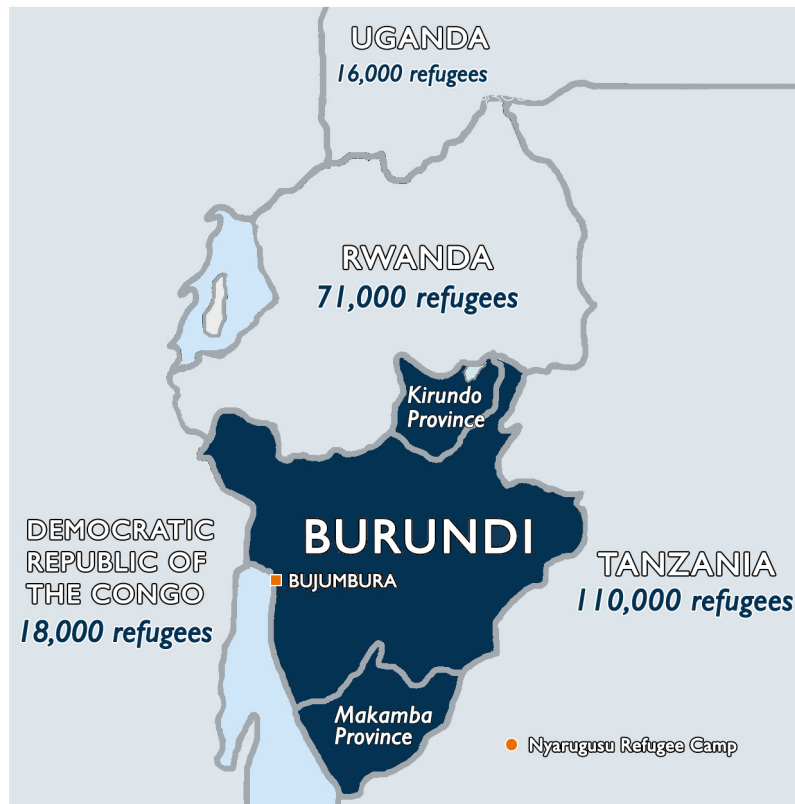 UGANDA
16,000 refugees
RWANDA
71,000 refugees
Kirundo
Province
BURUNDI
DEMOCRATIC
REPUBLIC OF
THE CONGO
18,000 refugees
TANZANIA
110,000 refugees
BUJUMBURA
Makamba
Province
Nyarugusu Refugee Camp